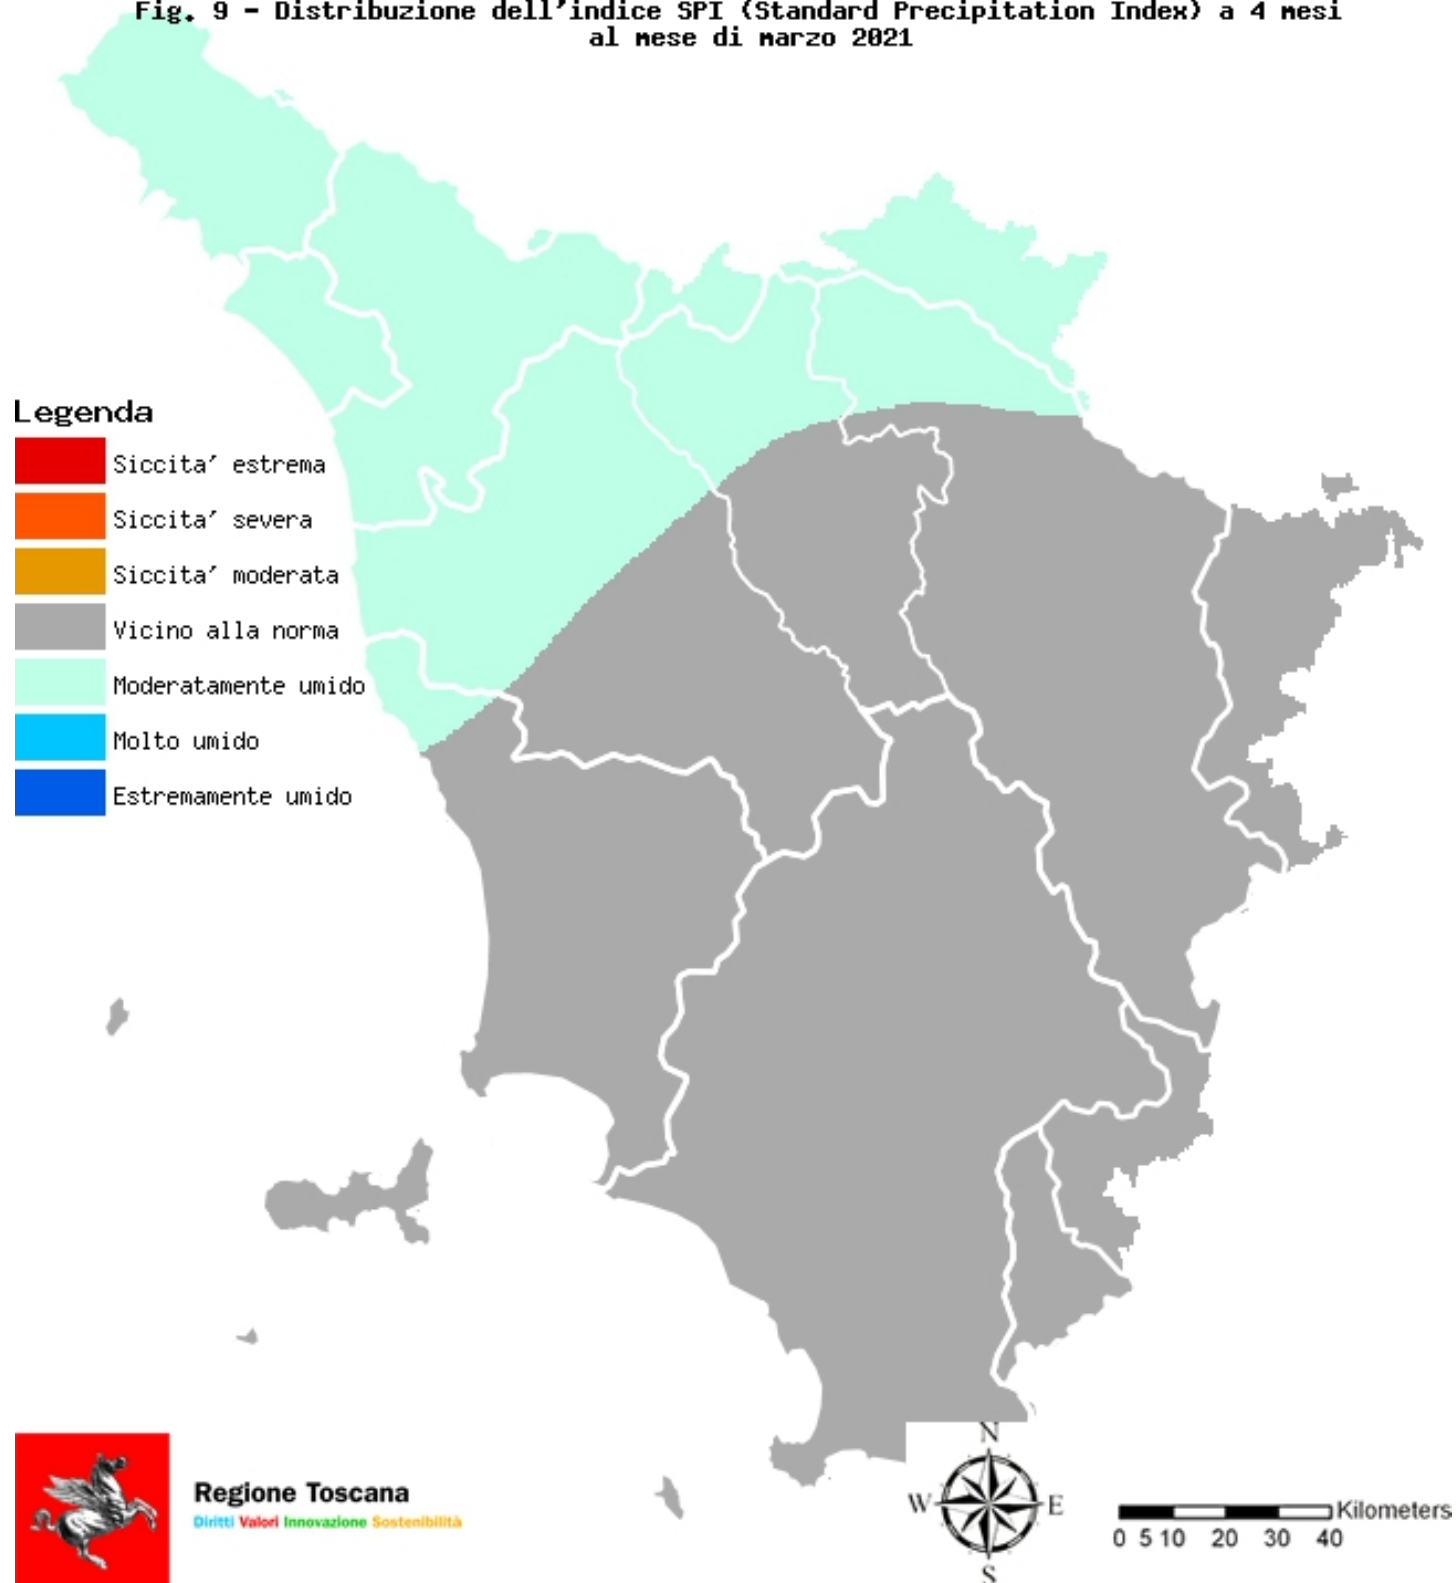 Fig. 9 - Distribuzione dell'indice SPI (Standard Precipitation Index) a 4 mesi
al mese di marzo 2021
Legenda
Siccita' estrema
Siccita' severa
Siccita' moderata
Vicino alla norma
Moderatamente umido
Molto umido
Estremamente umido
Regione Toscana
Diritti Valori Innovazione Sostenibilità
N
W E
S
Kilometers
0 5 10 20 30 40